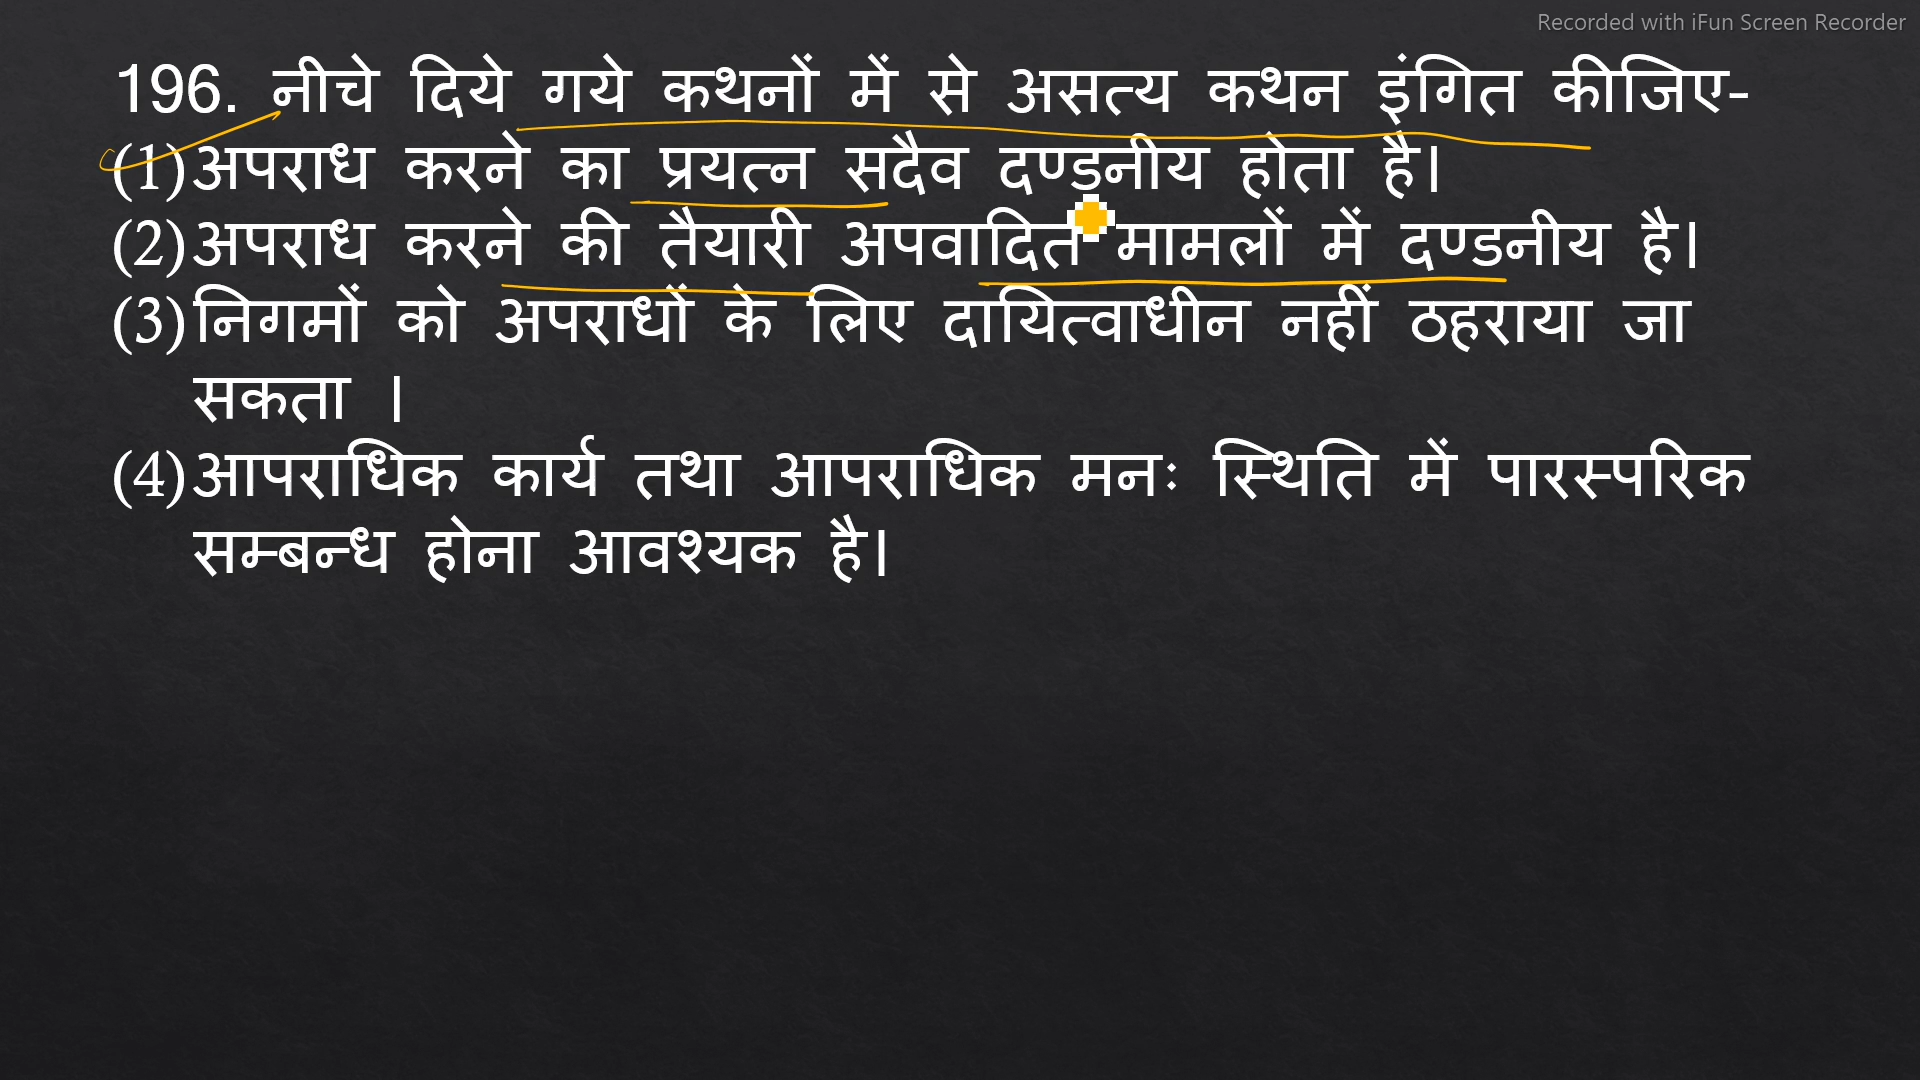 Recorded with iFun Screen Recorder
196. नीचे दिये गये कथनों में से असत्य कथन इंगित कीजिए-
(1) अपराध करने का प्रयत्न सदैव दण्डनीय होता है।
(2) अपराध करने की तैयारी अपवादित मामलों में दण्डनीय है।
(3) निगमों को अपराधों के लिए दायित्वाधीन नहीं ठहराया जा
सकता ।
(4) आपराधिक कार्य तथा आपराधिक मनः स्थिति में पारस्परिक
सम्बन्ध होना आवश्यक है।